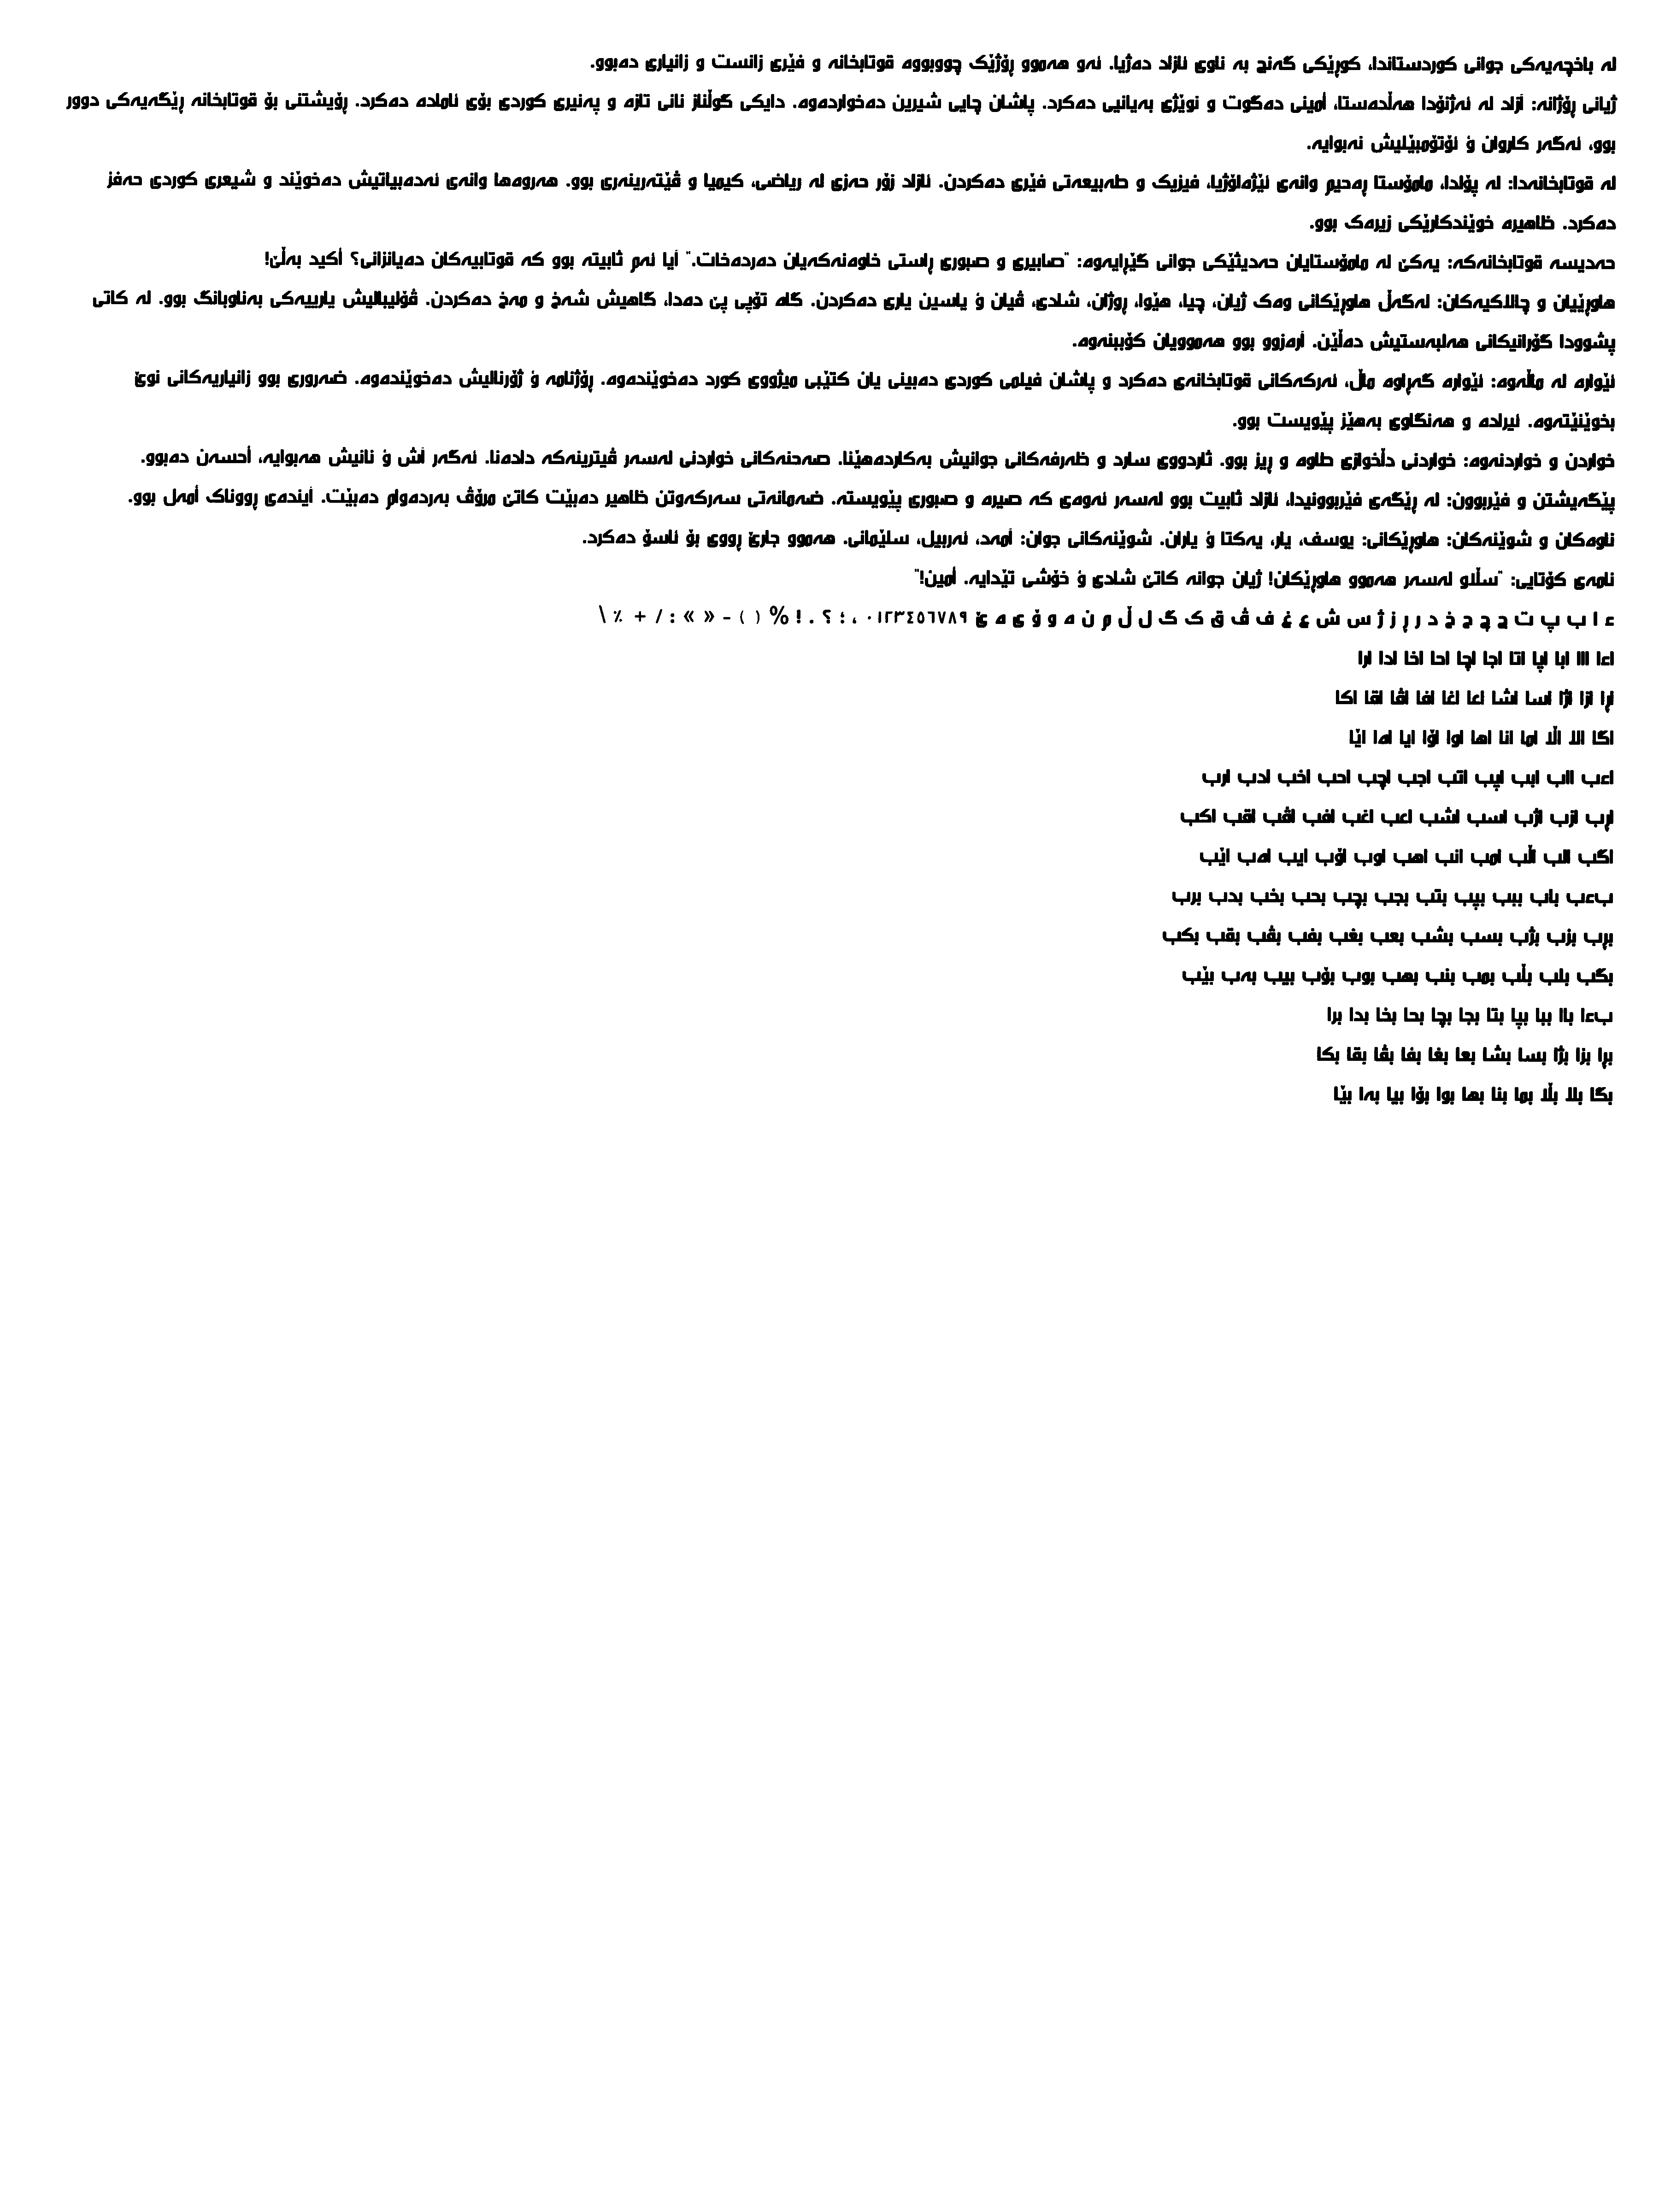 لە باخچەیەکی جوانی کوردستاندا، کوڕێکی گەنج بە ناوی ئازاد دەژیا. ئەو هەموو ڕۆژێک چووبووە قوتابخانە و فێری زانست و زانیاری دەبوو.
ژیانی ڕۆژانە: آزاد لە ئەژنۆدا هەڵدەستا، أمینی دەگوت و نوێژی بەیانیی دەکرد. پاشان چایی شیرین دەخواردەوە. دایکی گوڵناز نانی تازە و پەنیری کوردی بۆی ئامادە دەکرد. ڕۆیشتنی بۆ قوتابخانە ڕێگەیەکی دوور
بوو، ئەگەر کاروان ؤ ئۆتۆمبێلیش نەبوایە.
لە قوتابخانەدا: لە پۆلدا، مامۆستا ڕەحیم وانەی ئێژەلۆژیا، فیزیک و طەبیعەتی فێری دەکردن. ئازاد زۆر حەزی لە ریاضی، کیمیا و ڤێتەرینەری بوو. هەروەها وانەی ئەدەبیاتیش دەخوێند و شیعری کوردی حەفز
دەکرد. ظاهیرە خوێندکارێکی زیرەک بوو.
حەدیسە قوتابخانەکە: یەکێ لە مامۆستایان حەدیثێکی جوانی گێڕایەوە: "صابیری و صبوری ڕاستی خاوەنەکەیان دەردەخات." آیا ئەم ثابیتە بوو کە قوتابیەکان دەیانزانی؟ أکید بەڵێ!
هاوڕێیان و چالاکیەکان: لەگەڵ هاوڕێکانی وەک ژیان، چیا، هێوا، ڕوژان، شادی، ڤیان ؤ یاسین یاری دەکردن. گاە تۆپی پێ دەدا، گاهیش شەخ و مەخ دەکردن. ڤۆلیبالیش یارییەکی بەناوبانگ بوو. لە کاتی
پشوودا گۆرانیکانی هەلبەستیش دەڵێن. آرەزوو بوو هەموویان کۆببنەوە.
ئێوارە لە ماڵەوە: ئێوارە گەڕاوە ماڵ، ئەرکەکانی قوتابخانەی دەکرد و پاشان فیلمی کوردی دەبینی یان کتێبی میژووی کورد دەخوێندەوە. ڕۆژنامە ؤ ژۆرنالیش دەخوێندەوە. ضەروری بوو زانیاریەکانی نوێ
بخوێنێتەوە. ئیرادە و هەنگاوی بەهێز پێویست بوو.
خواردن و خواردنەوە: خواردنی دڵخوازی طاوە و ڕیز بوو. ثاردووی سارد و ظەرفەکانی جوانیش بەکاردەهێنا. صەحنەکانی خواردنی لەسەر ڤیترینەکە دادەنا. ئەگەر آش ؤ نانیش هەبوایە، أحسەن دەبوو.
پێگەیشتن و فێربوون: لە ڕێگەی فێربوونیدا، ئازاد ثابیت بوو لەسەر ئەوەی کە صیرە و صبوری پێویستە. ضەمانەتی سەرکەوتن ظاهیر دەبێت کاتێ مرۆڤ بەردەوام دەبێت. آیندەی ڕووناک أمەل بوو.
ناوەکان و شوێنەکان: هاوڕێکانی: یوسف، یار، یەکتا ؤ یاران. شوێنەکانی جوان: آمەد، ئەربیل، سلێمانی. هەموو جارێ ڕووی بۆ ئاسۆ دەکرد.
نامەی کۆتایی: "سڵاو لەسەر هەموو هاوڕێکان! ژیان جوانە کاتێ شادی ؤ خۆشی تێدایە. أمین!"
ء ا ب پ ت ج چ ح خ د ر ڕ ز ژ س ش ع غ ف ڤ ق ک گ ل ڵ م ن ە و ۆ ی ە ێ ٠١٢٣٤٥٦٧٨٩ ، ؛ ؟ . ! % ( ) - « » : / + ٪ \
اءا ااا ابا اپا اتا اجا اچا احا اخا ادا ارا
اڕا ازا اژا اسا اشا اعا اغا افا اڤا اقا اکا
اگا الا اڵا اما انا اها اوا اۆا ایا اەا اێا
اءب ااب ابب اپب اتب اجب اچب احب اخب ادب ارب
اڕب ازب اژب اسب اشب اعب اغب افب اڤب اقب اکب
اگب الب اڵب امب انب اهب اوب اۆب ایب اەب اێب
بءب باب ببب بپب بتب بجب بچب بحب بخب بدب برب
بڕب بزب بژب بسب بشب بعب بغب بفب بڤب بقب بکب
بگب بلب بڵب بمب بنب بهب بوب بۆب بیب بەب بێب
بءا باا ببا بپا بتا بجا بچا بحا بخا بدا برا
بڕا بزا بژا بسا بشا بعا بغا بفا بڤا بقا بکا
بگا بلا بڵا بما بنا بها بوا بۆا بیا بەا بێا